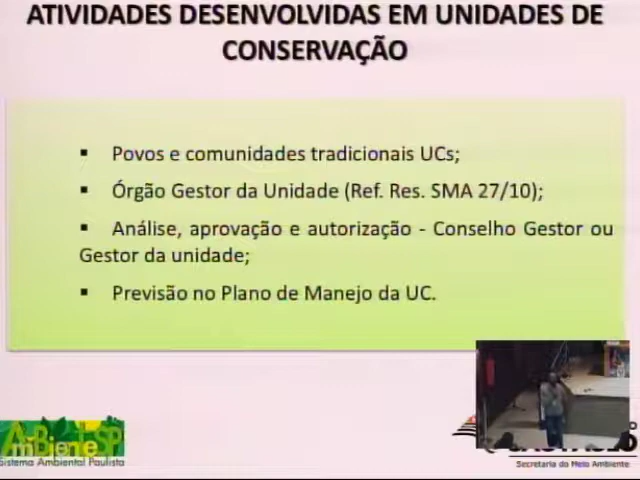 ATIVIDADES DESENVOLVIDAS EM UNIDADES DE
CONSERVAÇÃO
▪ Povos e comunidades tradicionais UCs;
▪ Órgão Gestor da Unidade (Ref. Res. SMA 27/10);
▪ Análise, aprovação e autorização - Conselho Gestor ou
Gestor da unidade;
▪ Previsão no Plano de Manejo da UC.
AmBieneSP
Sistema Ambiental Paulista
Secretaria do Meio Ambiente